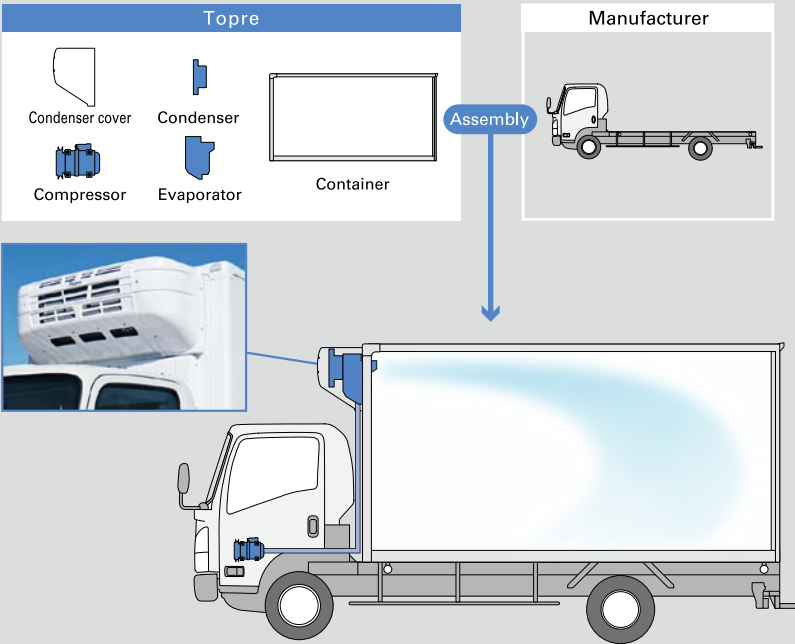 Topre
Manufacturer
Condenser cover
Condenser
Compressor
Evaporator
Container
Assembly